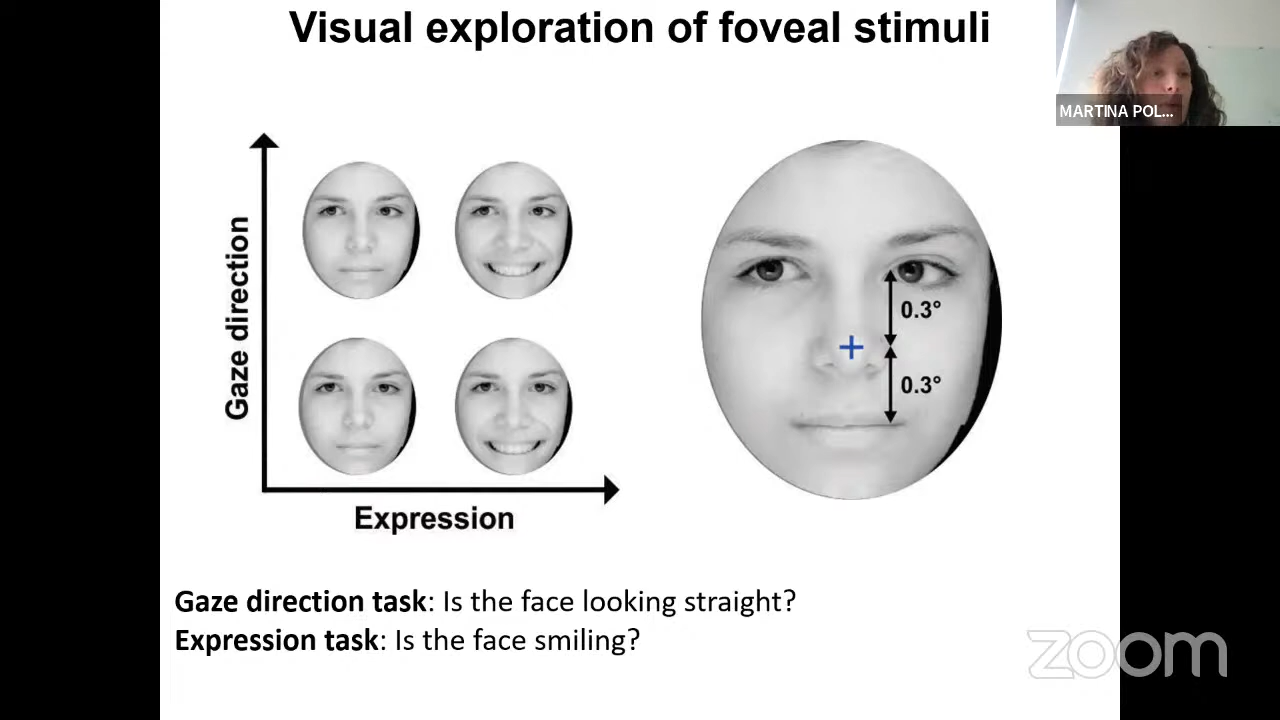 Visual exploration of foveal stimuli
MARTINA POL...
Gaze direction
Expression
0.3°
0.3°
Gaze direction task: Is the face looking straight?
Expression task: Is the face smiling?
zoom